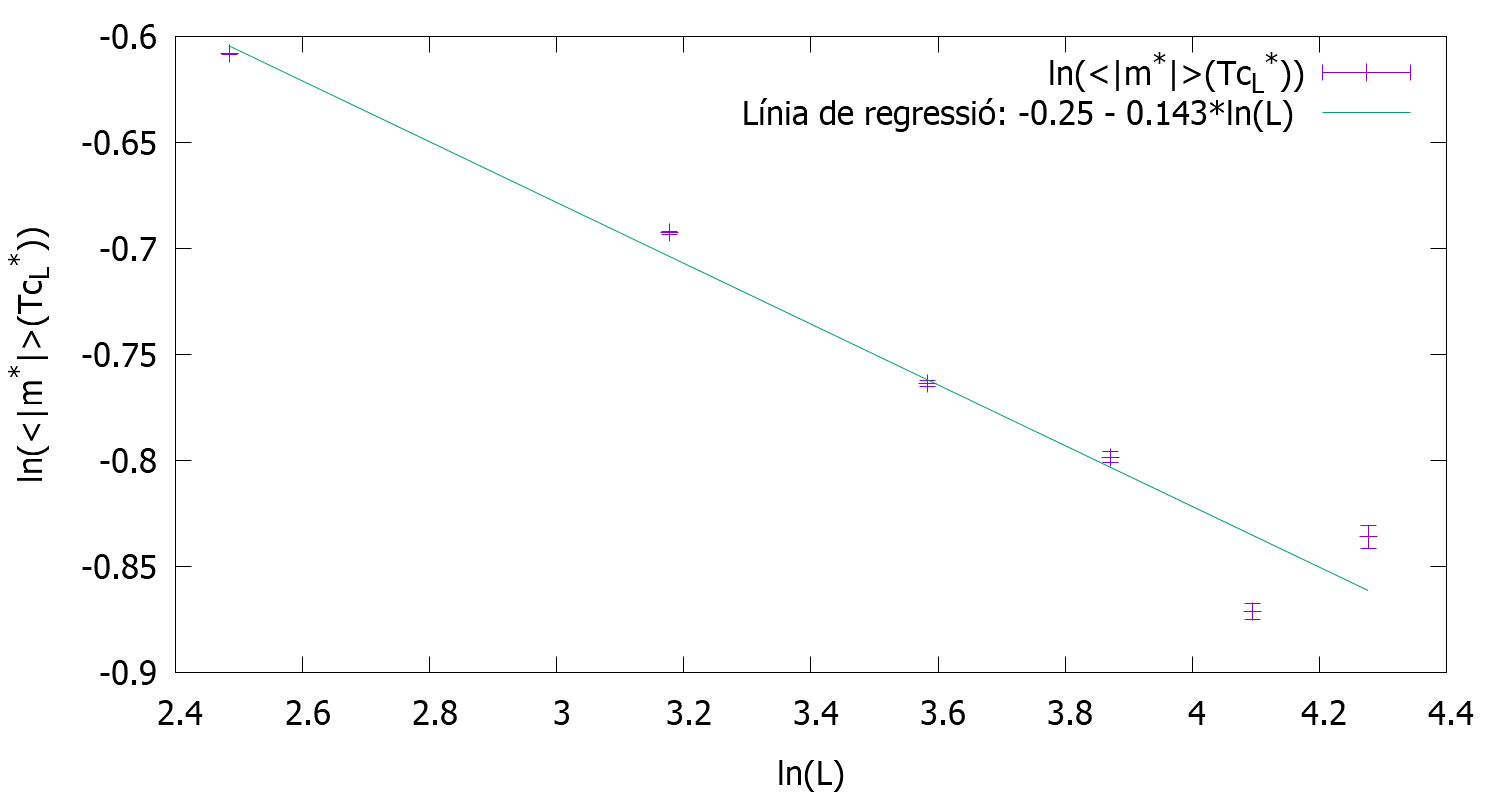 ln(<|m*|>(TcL*))
Línia de regressió: -0.25 - 0.143*ln(L)
-0.6
-0.65
-0.7
-0.75
-0.8
-0.85
-0.9
ln(<|m*|>(TcL*))
2.4 2.6 2.8 3 3.2 3.4 3.6 3.8 4 4.2 4.4
ln(L)